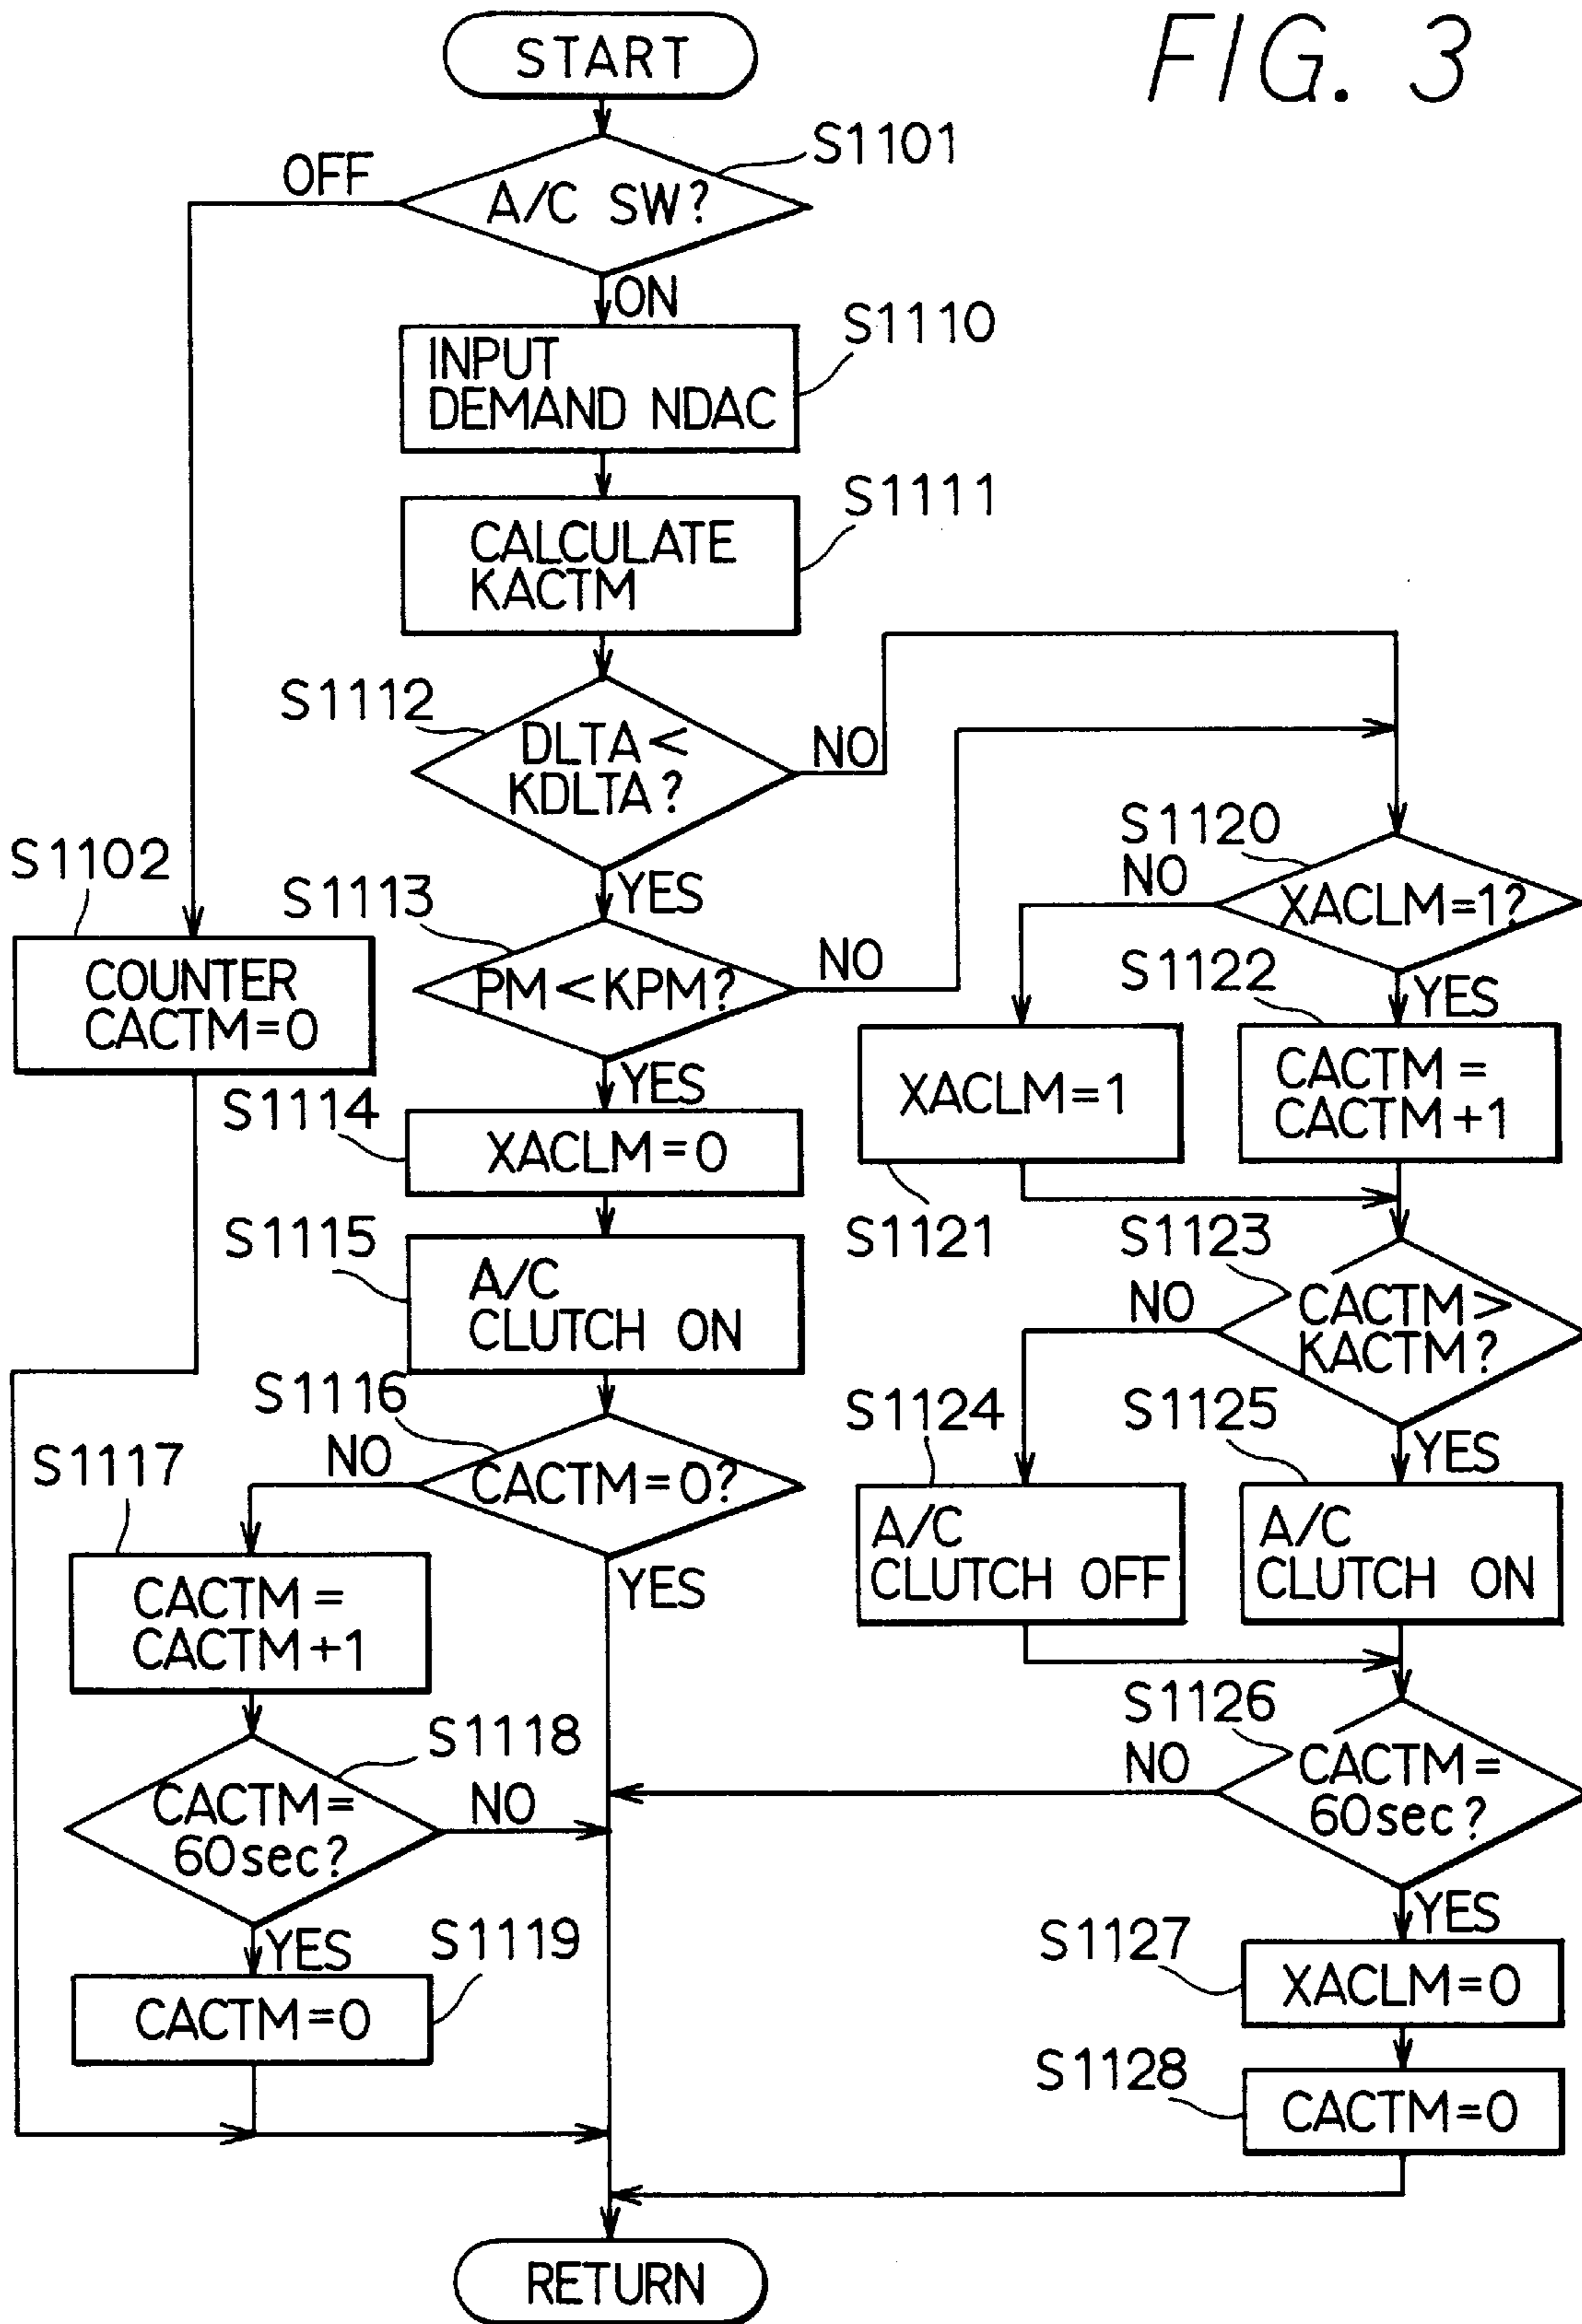 FIG. 3
START
S1101
OFF
A/C SW?
ON
S1110
INPUT
DEMAND NDAC
S1111
CALCULATE
KACTM
S1112
DLTA<
KDLTA?
NO
YES
S1102
COUNTER
CACTM=0
S1113
PM<KPM?
NO
YES
S1114
XACLM=0
S1115
A/C
CLUTCH ON
S1116
CACTM=0?
NO
YES
S1117
CACTM=
CACTM+1
S1118
CACTM=
60sec?
NO
YES
S1119
CACTM=0
S1120
NO
XACLM=1?
YES
S1122
CACTM=
CACTM+1
XACLM=1
S1121
S1123
NO
CACTM>
KACTM?
YES
S1124
A/C
CLUTCH OFF
S1125
A/C
CLUTCH ON
S1126
NO
CACTM=
60sec?
YES
S1127
XACLM=0
S1128
CACTM=0
RETURN